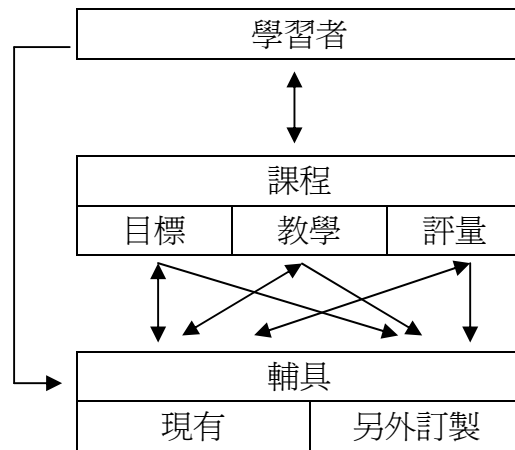 學習者
課程
目標 教學 評量
輔具
現有 另外訂製